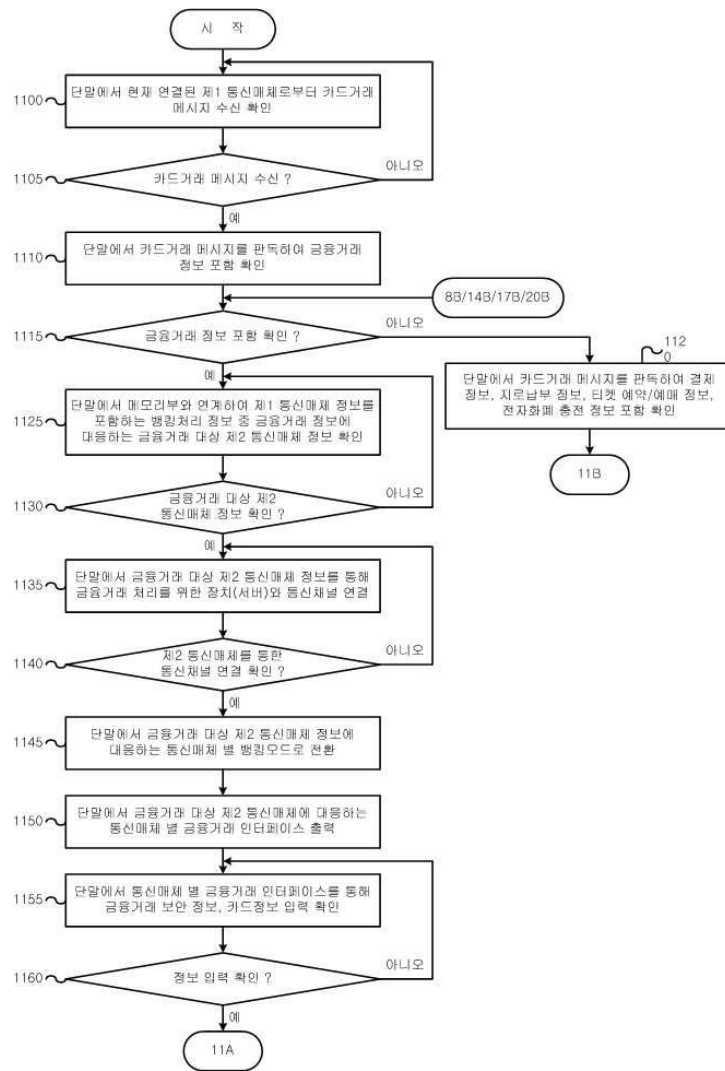 시 작
1100
단말에서 현재 연결된 제1 통신매체로부터 카드거래
메시지 수신 확인
아니오
1105
카드거래 메시지 수신 ?
예
1110
단말에서 카드거래 메시지를 판독하여 금융거래
정보 포함 확인
8B/14B/17B/20B
1115
금융거래 정보 포함 확인 ?
아니오
예
112
0
단말에서 카드거래 메시지를 판독하여 결제
정보, 지로납부 정보, 티켓 예약/예매 정보,
전자화폐 충전 정보 포함 확인
11B
1125
단말에서 메모리부와 연계하여 제1 통신매체 정보를
포함하는 뱅킹처리 정보 중 금융거래 정보에
대응하는 금융거래 대상 제2 통신매체 정보 확인
1130
금융거래 대상 제2
통신매체 정보 확인 ?
아니오
예
1135
단말에서 금융거래 대상 제2 통신매체 정보를 통해
금융거래 처리를 위한 장치(서버)와 통신채널 연결
1140
제2 통신매체를 통한
통신채널 연결 확인 ?
아니오
예
1145
단말에서 금융거래 대상 제2 통신매체 정보에
대응하는 통신매체 별 뱅킹모드로 전환
1150
단말에서 금융거래 대상 제2 통신매체에 대응하는
통신매체 별 금융거래 인터페이스 출력
1155
단말에서 통신매체 별 금융거래 인터페이스를 통해
금융거래 보안 정보, 카드정보 입력 확인
1160
정보 입력 확인 ?
아니오
예
11A